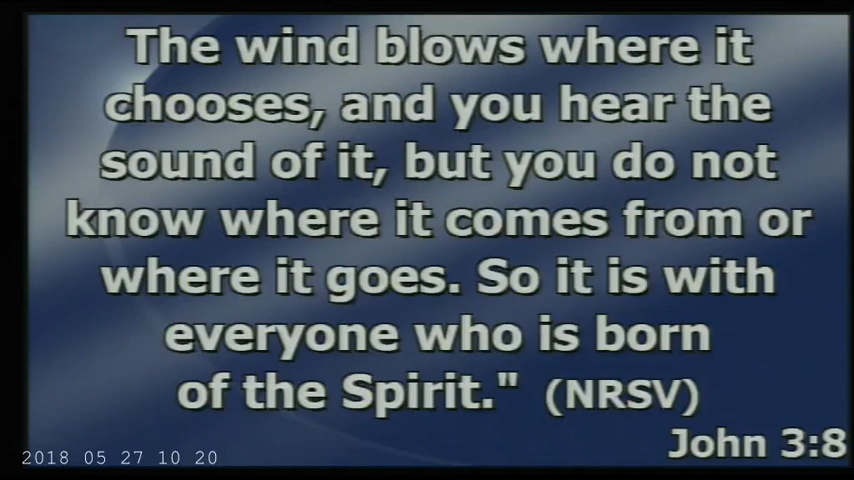 The wind blows where it
chooses, and you hear the
sound of it, but you do not
know where it comes from or
where it goes. So it is with
everyone who is born
of the Spirit." (NRSV)
John 3:8
2018 05 27 10 20